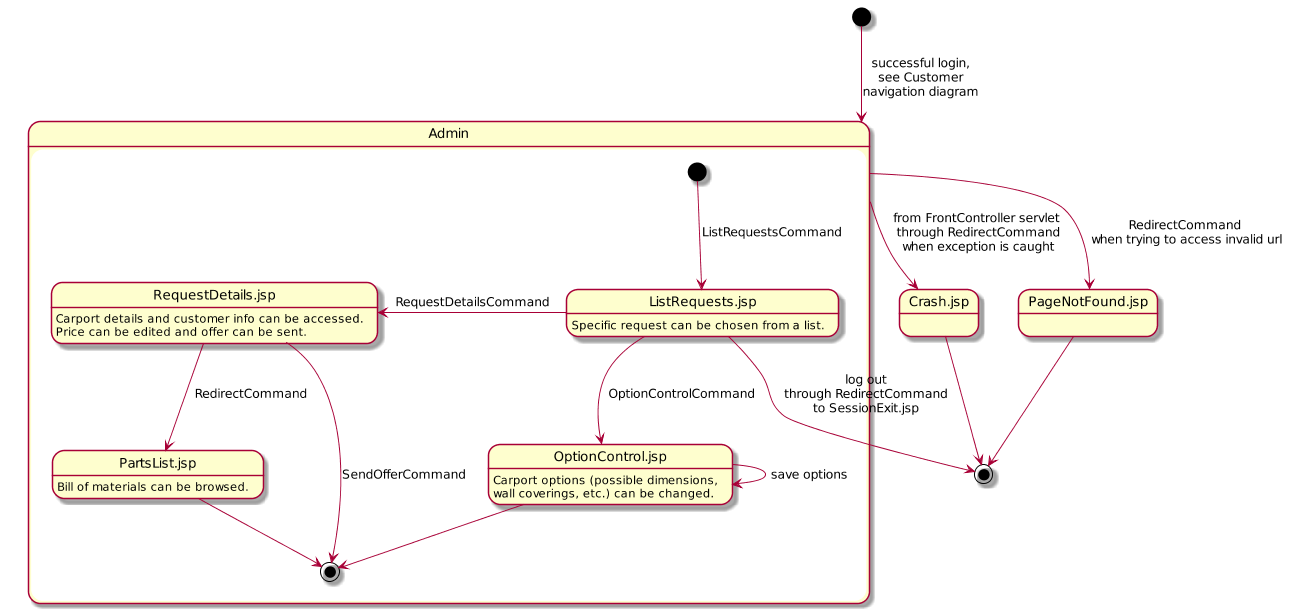 successful login,
see Customer
navigation diagram
Admin
ListRequestsCommand
from FrontController servlet
through RedirectCommand
when exception is caught
RedirectCommand
when trying to access invalid url
RequestDetails.jsp
Carport details and customer info can be accessed.
Price can be edited and offer can be sent.
RequestDetailsCommand
ListRequests.jsp
Specific request can be chosen from a list.
Crash.jsp
PageNotFound.jsp
RedirectCommand
OptionControlCommand
log out
through RedirectCommand
to SessionExit.jsp
PartsList.jsp
Bill of materials can be browsed.
SendOfferCommand
OptionControl.jsp
Carport options (possible dimensions,
wall coverings, etc.) can be changed.
save options